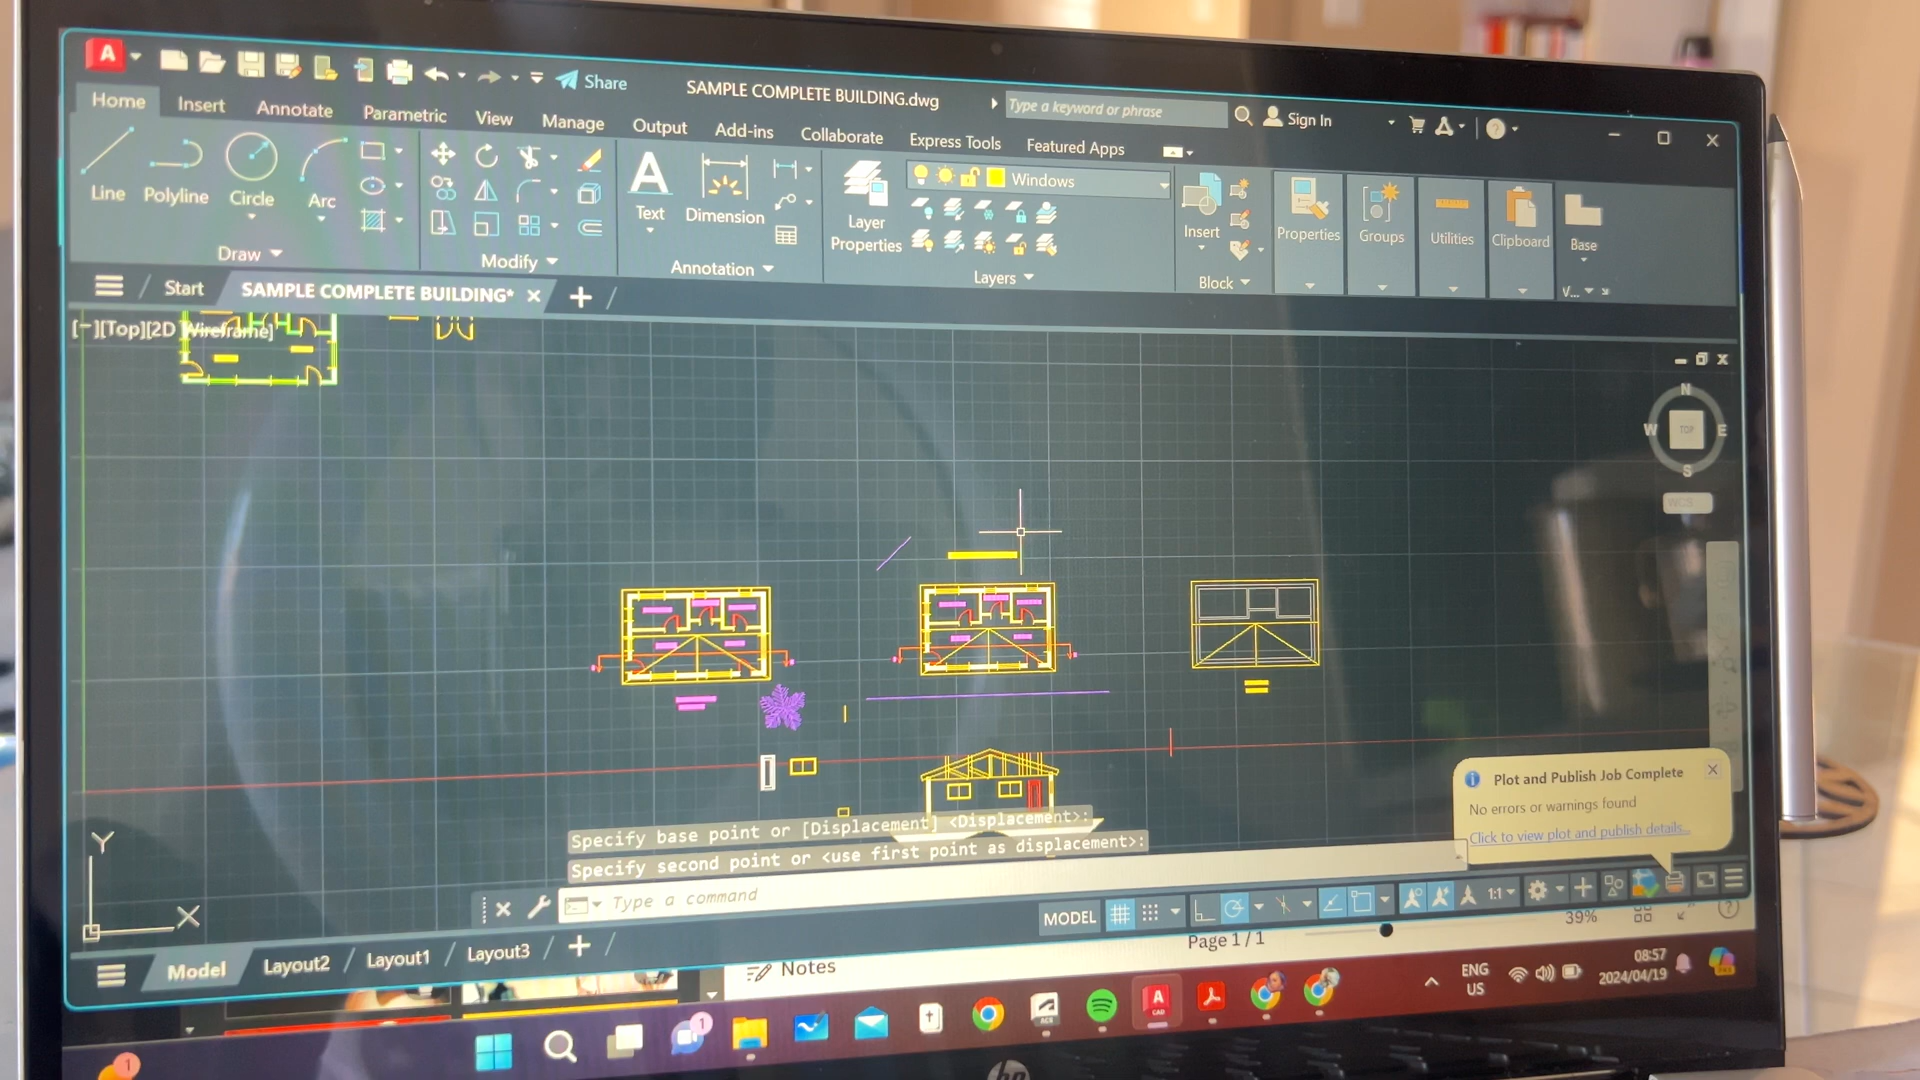 A
Share
SAMPLE COMPLETE BUILDING.dwg
Type a keyword or phrase
Sign In
?
Home
Insert
Annotate
Parametric
View
Manage
Output
Add-ins
Collaborate
Express Tools
Featured Apps
Line
Polyline
Circle
Arc
A
Text
Dimension
Layer
Properties
Windows
Insert
Properties
Groups
Utilities
Clipboard
Base
Draw
Modify
Annotation
Layers
Block
V...
Start
SAMPLE COMPLETE BUILDING*
[-][Top][2D Wireframe]
N
W
TOP
E
S
WCS
Plot and Publish Job Complete
No errors or warnings found
Click to view plot and publish details...
Specify base point or [Displacement] <Displacement>:
Specify second point or <use first point as displacement>:
Type a command
Y
X
MODEL
1:1
39%
Page 1 / 1
Model
Layout2
Layout1
Layout3
Notes
ENG
US
08:57
2024/04/19
1
1
A
CAD
hp